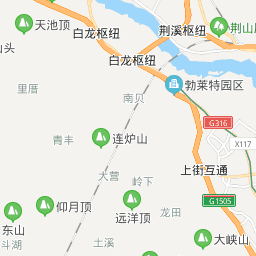 天池顶
白龙枢纽
荆溪枢纽
荆山
山头
白龙枢纽
里厝
南贝
勃莱特园区
G316
X117
青丰
连炉山
上街互通
大营
岭下
G1505
仰月顶
远洋顶
龙田
东山
斗湖
土溪
大岞山